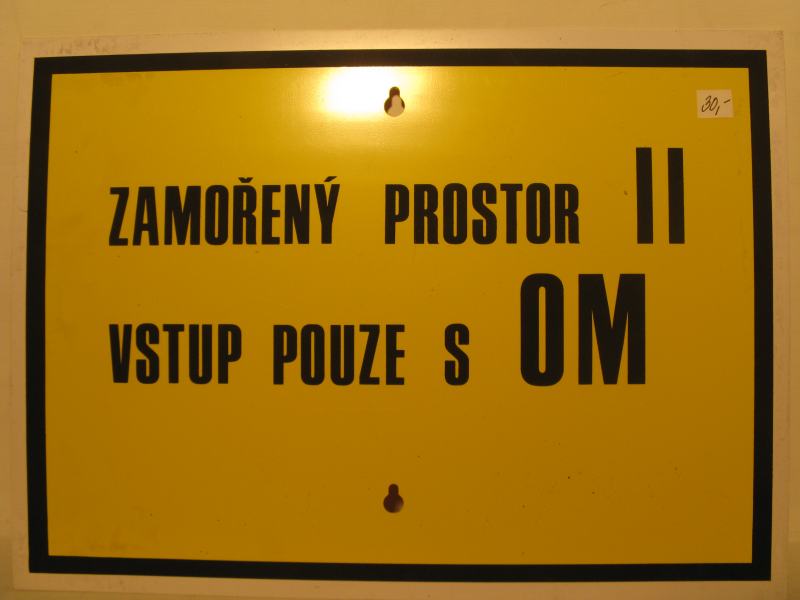 30,-
ZAMOŘENÝ PROSTOR II
VSTUP POUZE S OM